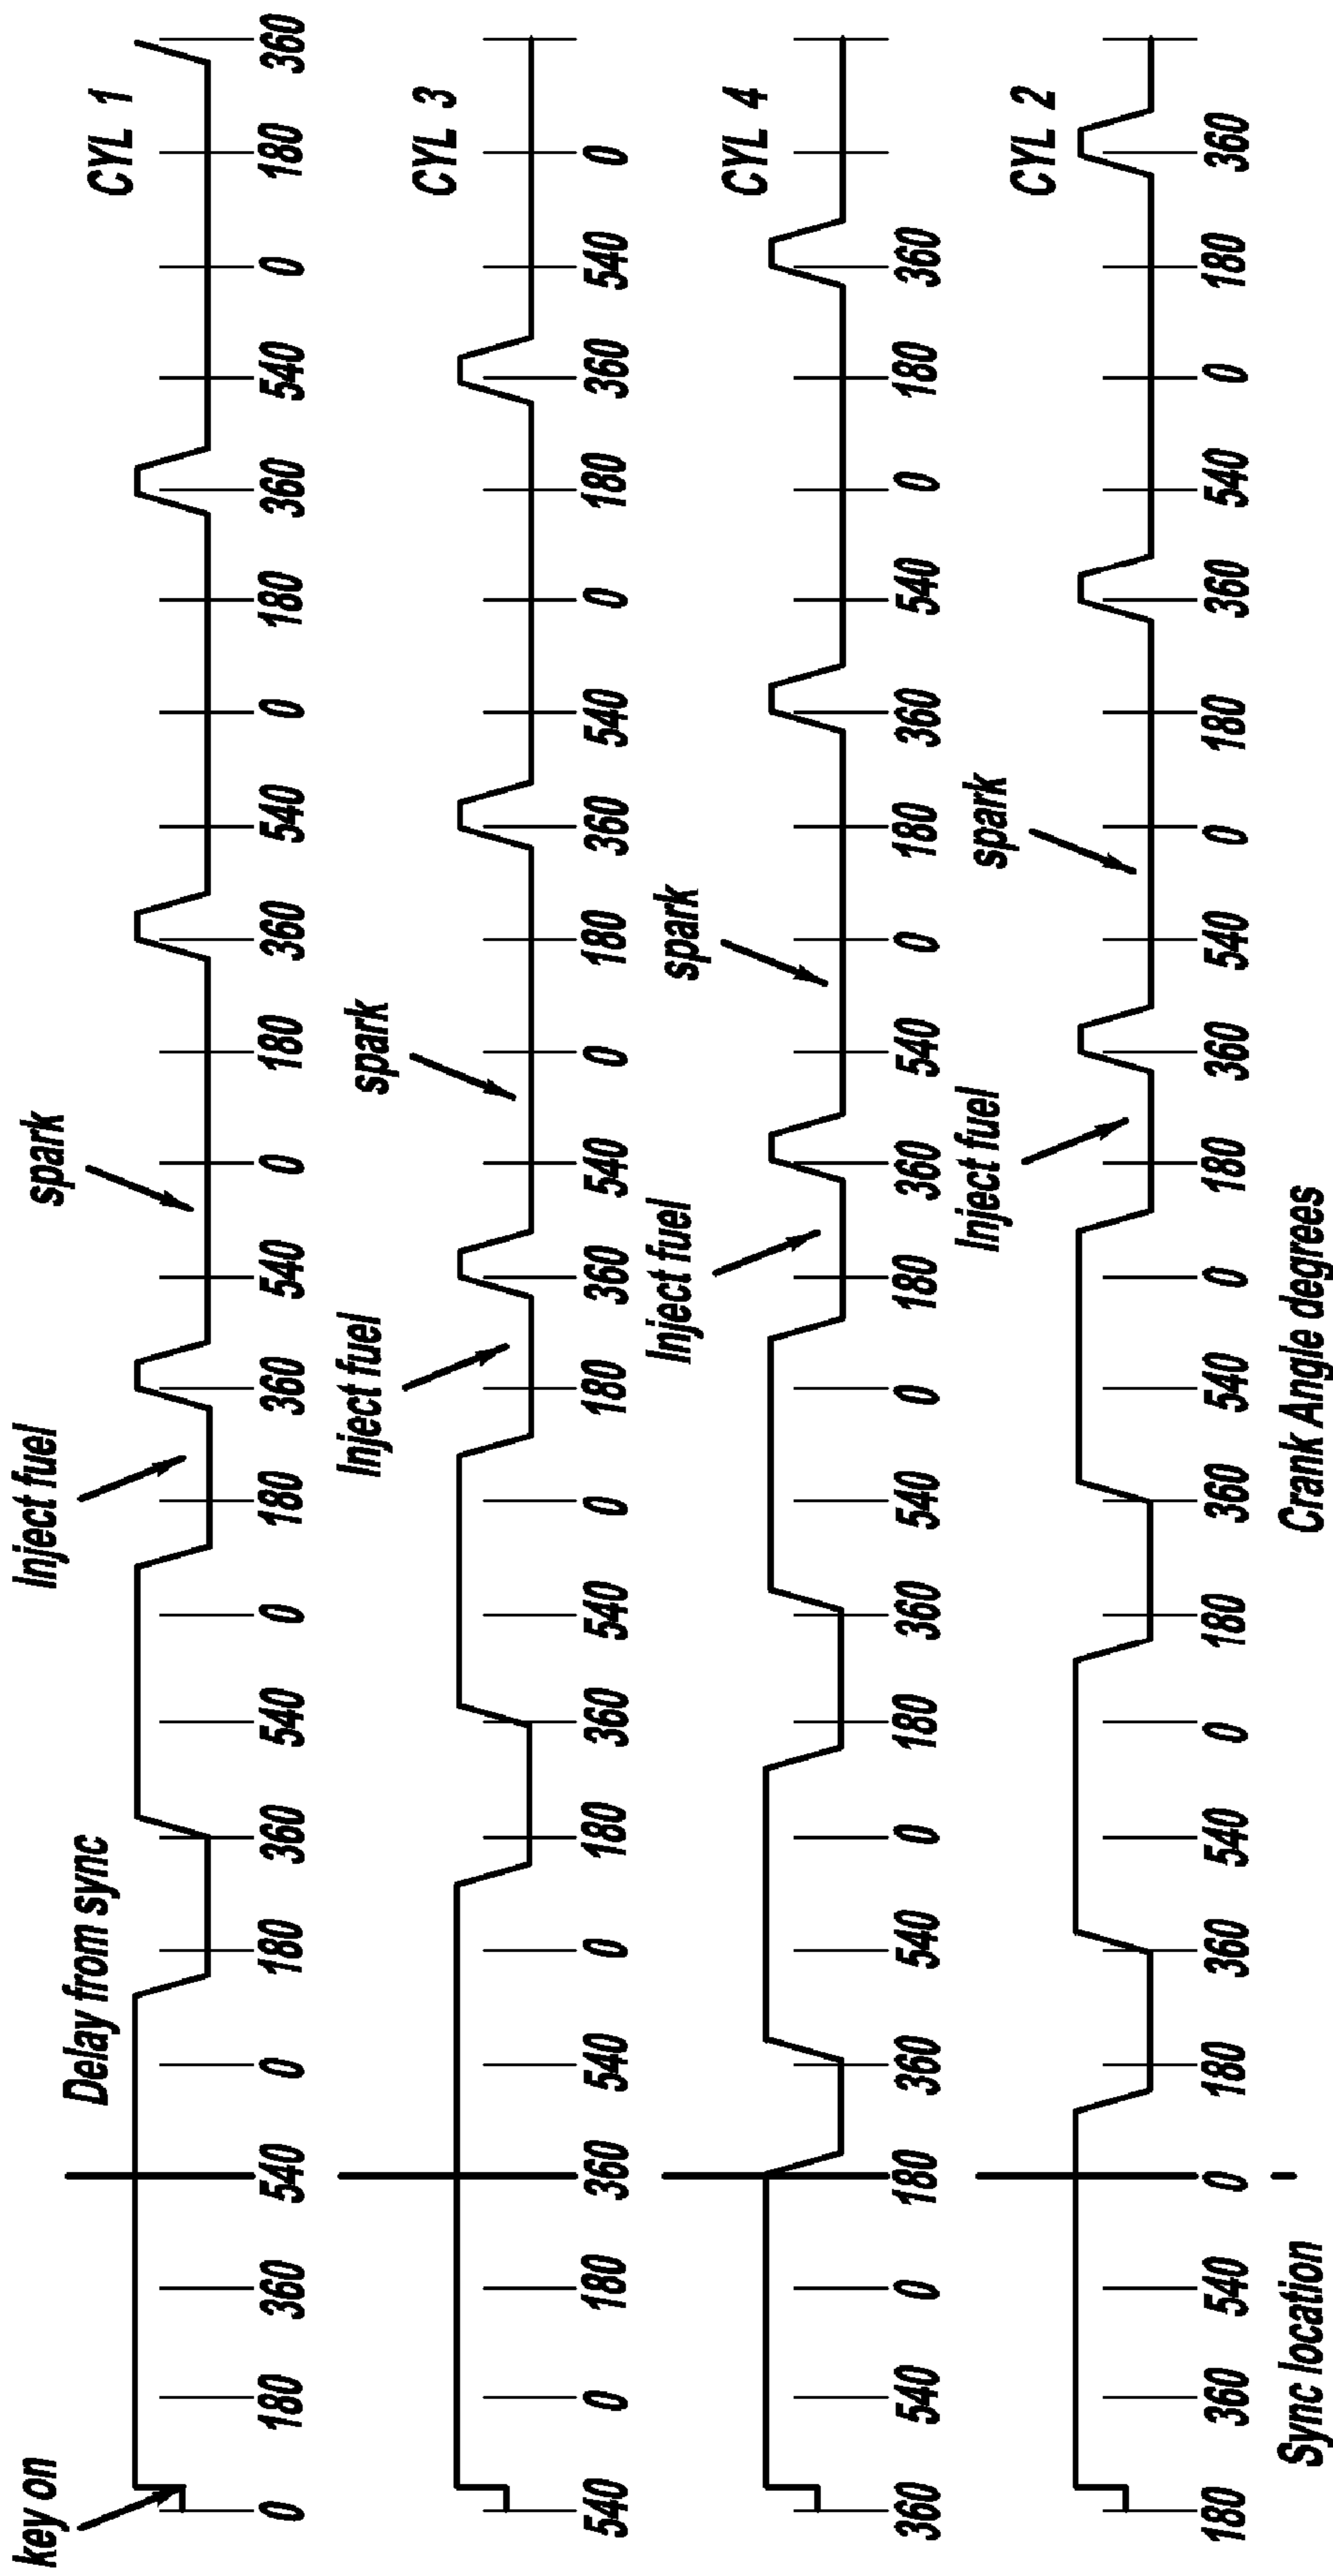 key on
Delay from sync
Inject fuel
spark
CYL 1
0 180 360 540 0 180 360 540 0 180 360 540 0 180 360 540 0 180 360 540 0 180 360
Inject fuel
spark
CYL 3
540 0 180 360 540 0 180 360 540 0 180 360 540 0 180 360 540 0 180 360 540 0
Inject fuel
spark
CYL 4
360 540 0 180 360 540 0 180 360 540 0 180 360 540 0 180 360 540 0 180 360
Inject fuel
spark
CYL 2
180 360 540 0 180 360 540 0 180 360 540 0 180 360 540 0 180 360 540 0 180 360
Sync location
Crank Angle degrees